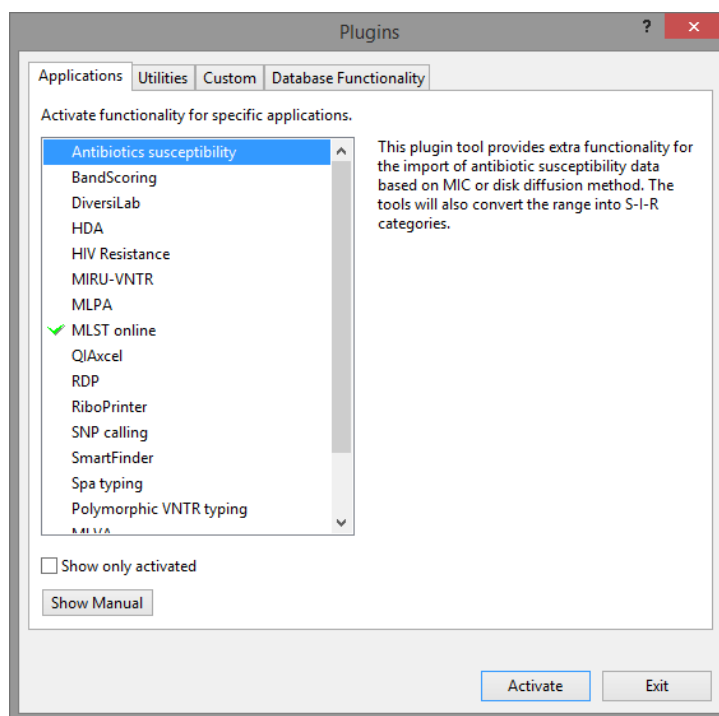 Plugins
?
Applications
Utilities
Custom
Database Functionality
Activate functionality for specific applications.
Antibiotics susceptibility
BandScoring
DiversiLab
HDA
HIV Resistance
MIRU-VNTR
MLPA
MLST online
QIAxcel
RDP
RiboPrinter
SNP calling
SmartFinder
Spa typing
Polymorphic VNTR typing
MLVA
This plugin tool provides extra functionality for
the import of antibiotic susceptibility data
based on MIC or disk diffusion method. The
tools will also convert the range into S-I-R
categories.
Show only activated
Show Manual
Activate
Exit